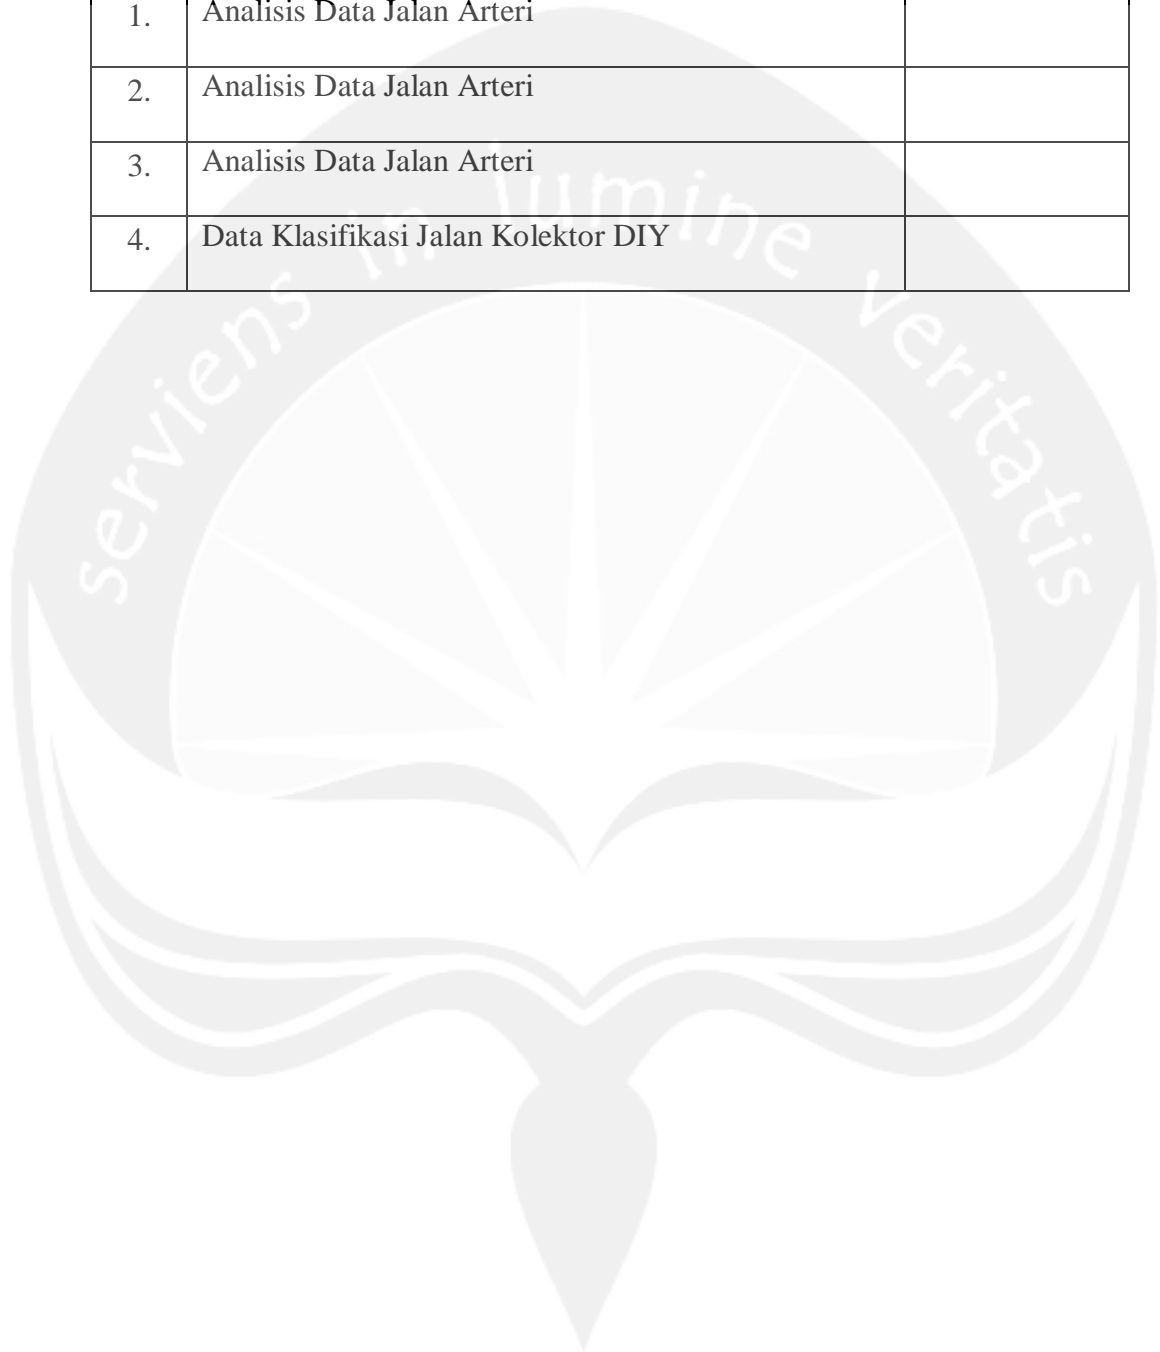 1. Analisis Data Jalan Arteri
2. Analisis Data Jalan Arteri
3. Analisis Data Jalan Arteri
4. Data Klasifikasi Jalan Kolektor DIY
serviens in lumine veritatis